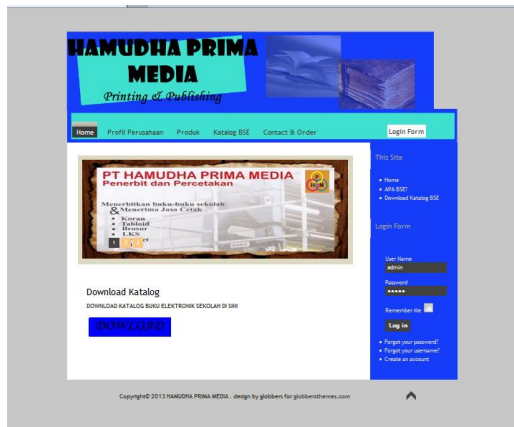 HAMUDHA PRIMA
MEDIA
Printing & Publishing
Home Profil Perusahaan Produk Katalog BSE Contact & Order Login Form
PT HAMUDHA PRIMA MEDIA
Penerbit dan Percetakan
HPM
Menerbitkan buku-buku sekolah
& Menerima Jasa Cetak
• Koran
• Tabloid
• Brosur
• LKS
Download Katalog
DOWNLOAD KATALOG BUKU ELEKTRONIK SEKOLAH DI SINI
DOWLOAD
This Site
• Home
• APA BSE?
• Download Katalog BSE
Login Form
User Name
admin
Password
•••••
Remember Me
Log in
• Forgot your password?
• Forgot your username?
• Create an account
Copyright© 2013 HAMUDHA PRIMA MEDIA . design by globbers for globbersthemes.com